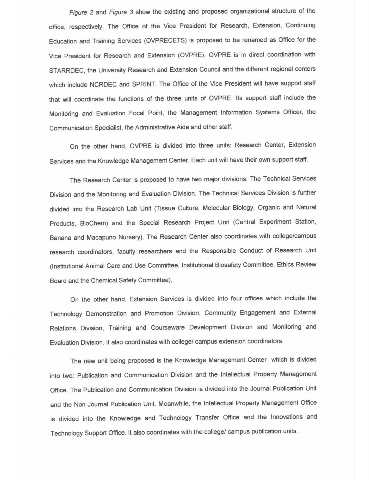 Figure 2 and Figure 3 show the existing and proposed organizational structure of the
office, respectively. The Office of the Vice President for Research, Extension, Continuing
Education and Training Services (OVPRECETS) is proposed to be renamed as Office for the
Vice President for Research and Extension (OVPRE). OVPRE is in direct coordination with
STARRDEC, the University Research and Extension Council and the different regional centers
which include NCRDEC and SPRINT. The Office of the Vice President will have support staff
that will coordinate the functions of the three units of OVPRE. Its support staff include the
Monitoring and Evaluation Focal Point, the Management Information Systems Officer, the
Communication Specialist, the Administrative Aide and other staff.
On the other hand, OVPRE is divided into three units: Research Center, Extension
Services and the Knowledge Management Center. Each unit will have their own support staff.
The Research Center is proposed to have two major divisions: The Technical Services
Division and the Monitoring and Evaluation Division. The Technical Services Division is further
divided into the Research Lab Unit (Tissue Culture, Molecular Biology, Organic and Natural
Products, BioChem) and the Special Research Project Unit (Central Experiment Station,
Banana and Macapuno Nursery). The Research Center also coordinates with college/campus
research coordinators, faculty researchers and the Responsible Conduct of Research Unit
(Institutional Animal Care and Use Committee, Institutional Biosafety Committee, Ethics Review
Board and the Chemical Safety Committee).
On the other hand, Extension Services is divided into four offices which include the
Technology Demonstration and Promotion Division, Community Engagement and External
Relations Division, Training and Courseware Development Division and Monitoring and
Evaluation Division. It also coordinates with college/ campus extension coordinators.
The new unit being proposed is the Knowledge Management Center, which is divided
into two: Publication and Communication Division and the Intellectual Property Management
Office. The Publication and Communication Division is divided into the Journal Publication Unit
and the Non Journal Publication Unit. Meanwhile, the Intellectual Property Management Office
is divided into the Knowledge and Technology Transfer Office and the Innovations and
Technology Support Office. It also coordinates with the college/ campus publication units.